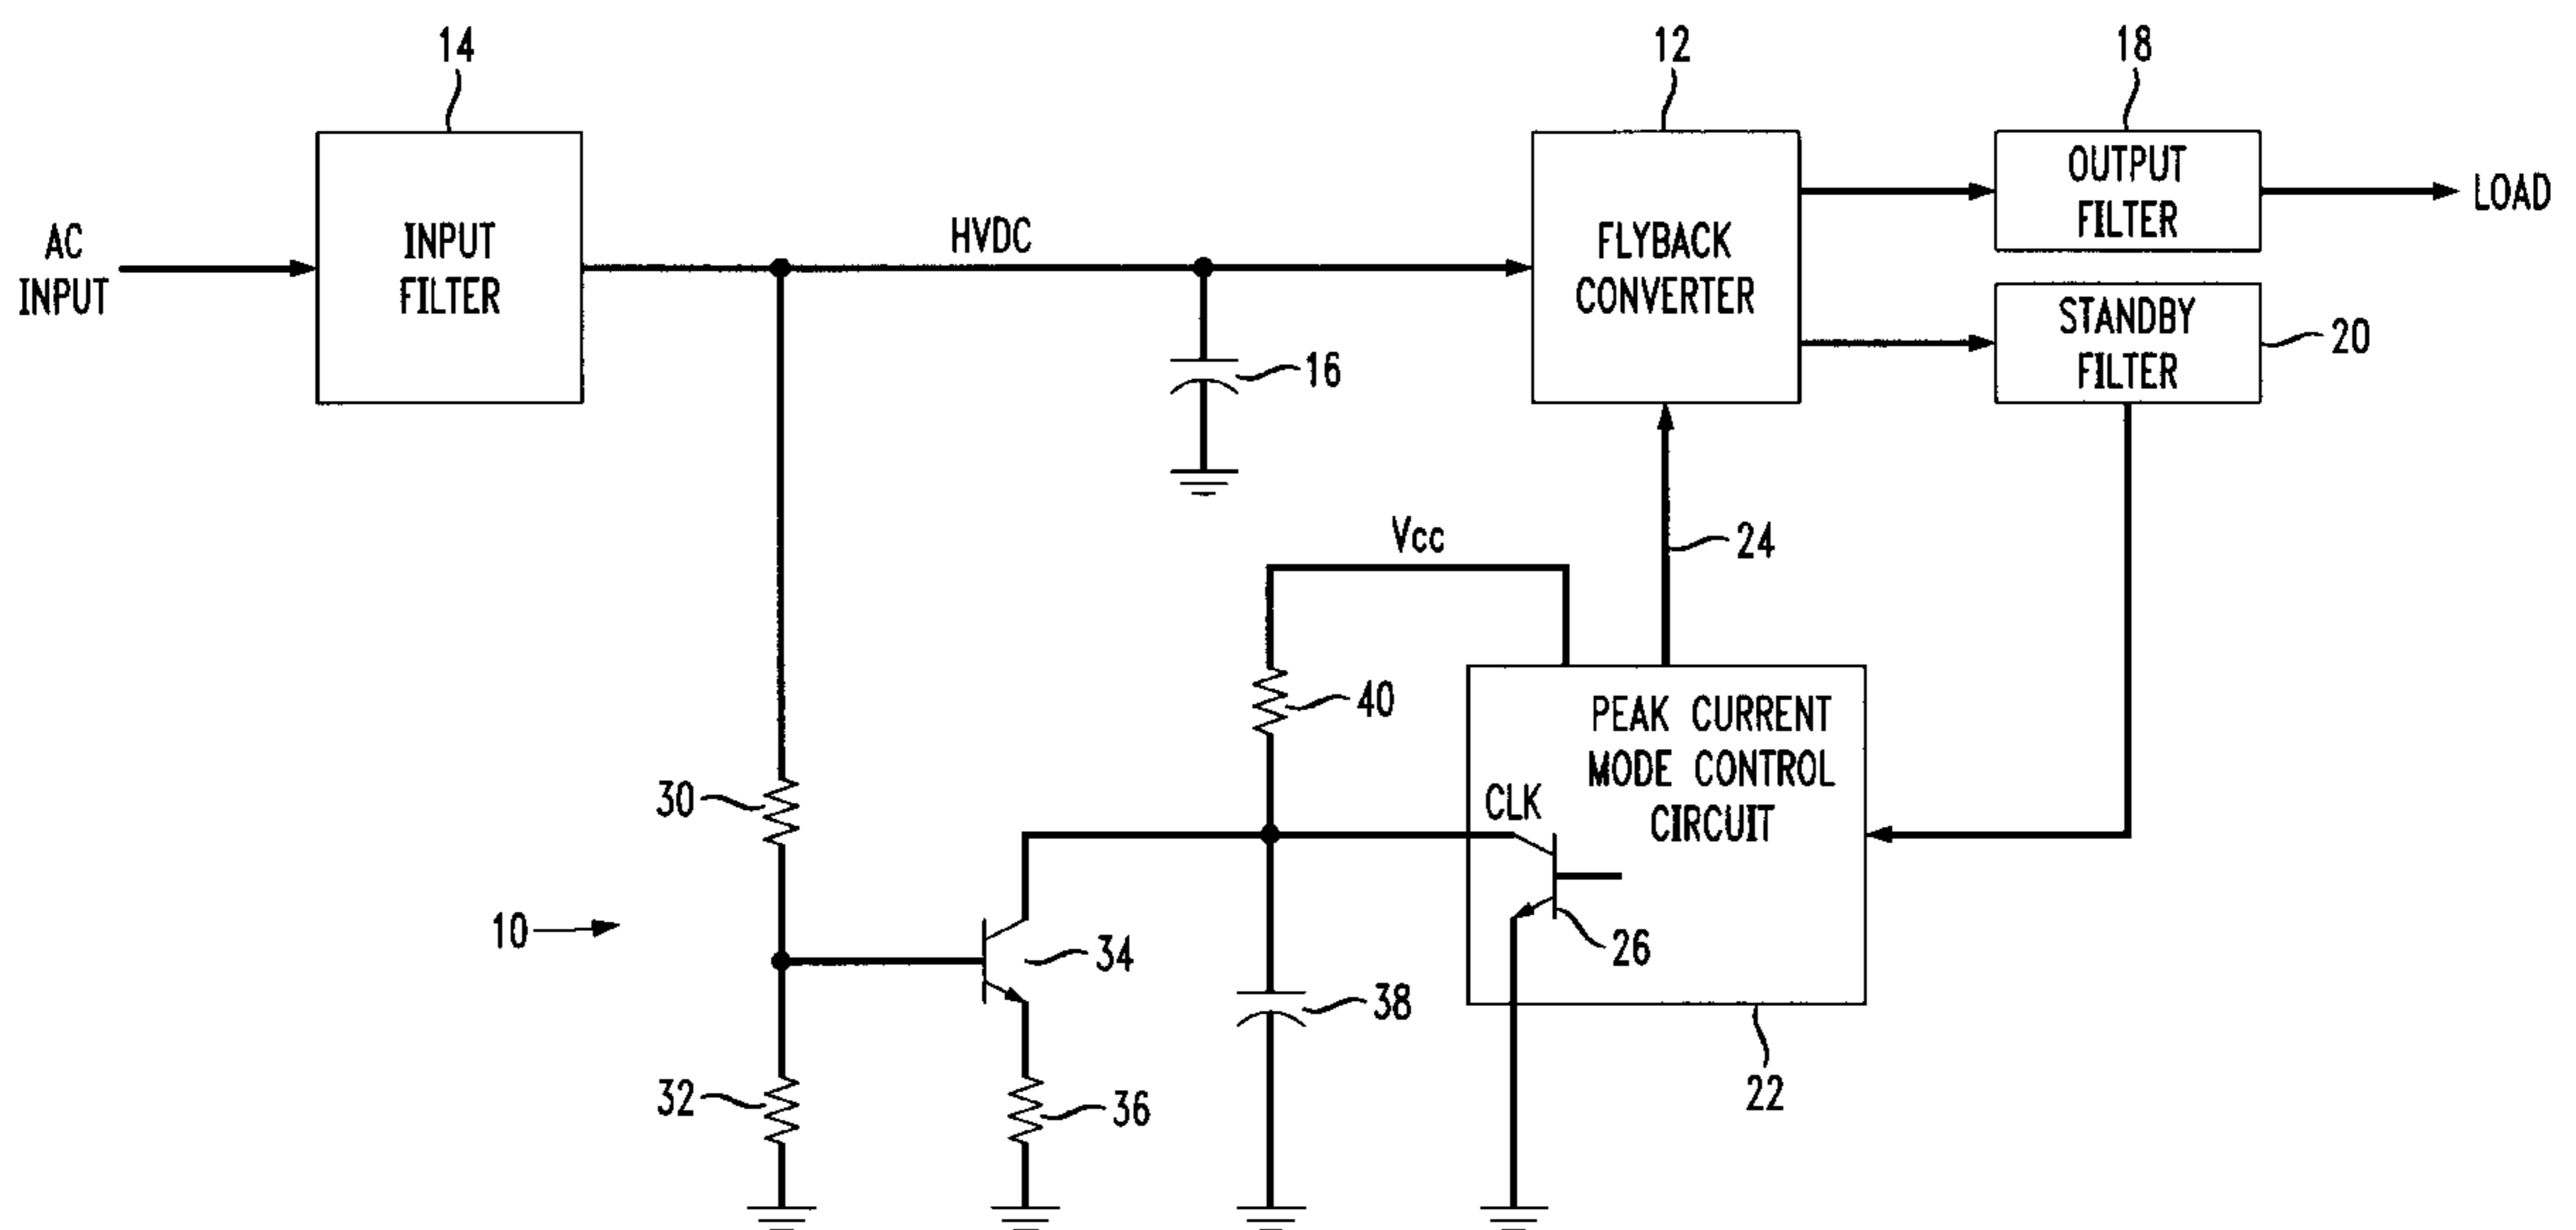 14
12
18
AC
INPUT
INPUT
FILTER
HVDC
FLYBACK
CONVERTER
OUTPUT
FILTER
LOAD
STANDBY
FILTER
20
16
Vcc
24
40
PEAK CURRENT
MODE CONTROL
CIRCUIT
CLK
30
10
34
26
38
32
36
22